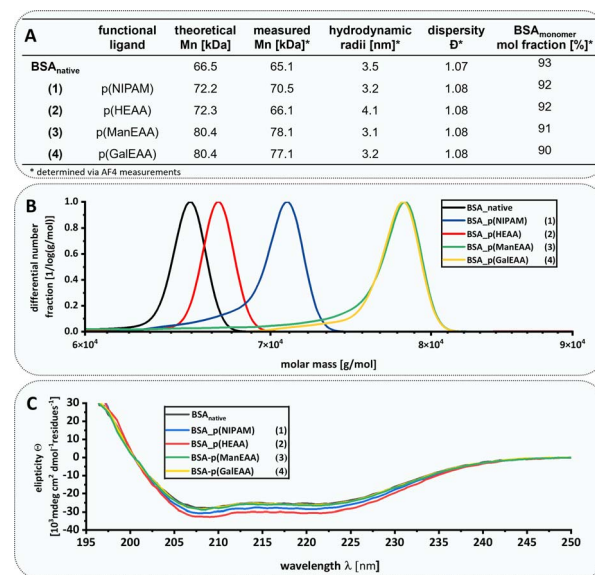 A
functional ligand
theoretical Mn [kDa]
measured Mn [kDa]*
hydrodynamic radii [nm]*
dispersity Đ*
BSAmonomer mol fraction [%]*
BSAnative 66.5 65.1 3.5 1.07 93
(1) p(NIPAM) 72.2 70.5 3.2 1.08 92
(2) p(HEAA) 72.3 66.1 4.1 1.08 92
(3) p(ManEAA) 80.4 78.1 3.1 1.08 91
(4) p(GalEAA) 80.4 77.1 3.2 1.08 90
* determined via AF4 measurements
B
differential number
fraction [1/log(g/mol)]
1.0
0.8
0.6
0.4
0.2
0.0
BSA_native
BSA_p(NIPAM) (1)
BSA_p(HEAA) (2)
BSA_p(ManEAA) (3)
BSA_p(GalEAA) (4)
6×10⁴ 7×10⁴ 8×10⁴ 9×10⁴
molar mass [g/mol]
C
elipticity Θ
[10³mdeg cm² dmol⁻¹residues⁻¹]
30
20
10
0
-10
-20
-30
-40
BSAnative
BSA_p(NIPAM) (1)
BSA_p(HEAA) (2)
BSA-p(ManEAA) (3)
BSA-p(GalEAA) (4)
195 200 205 210 215 220 225 230 235 240 245 250
wavelength λ [nm]